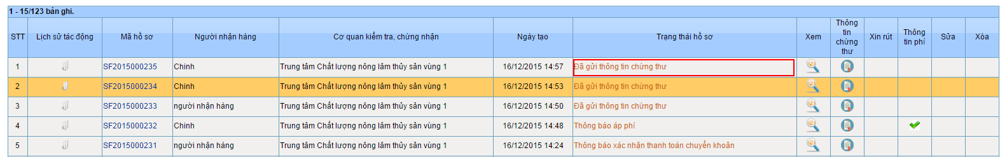 1 - 15/123 bản ghi.
STT Lịch sử tác động Mã hồ sơ Người nhận hàng Cơ quan kiểm tra, chứng nhận Ngày tạo Trạng thái hồ sơ Xem Thông tin chứng thư Xin rút Thông tin phí Sửa Xóa
1 SF2015000235 Chinh Trung tâm Chất lượng nông lâm thủy sản vùng 1 16/12/2015 14:57 Đã gửi thông tin chứng thư
2 SF2015000234 Chinh Trung tâm Chất lượng nông lâm thủy sản vùng 1 16/12/2015 14:53 Đã gửi thông tin chứng thư
3 SF2015000233 người nhận hàng Trung tâm Chất lượng nông lâm thủy sản vùng 1 16/12/2015 14:50 Đã gửi thông tin chứng thư
4 SF2015000232 Chinh Trung tâm Chất lượng nông lâm thủy sản vùng 1 16/12/2015 14:48 Thông báo áp phí
5 SF2015000231 người nhận hàng Trung tâm Chất lượng nông lâm thủy sản vùng 1 16/12/2015 14:24 Thông báo xác nhận thanh toán chuyển khoản